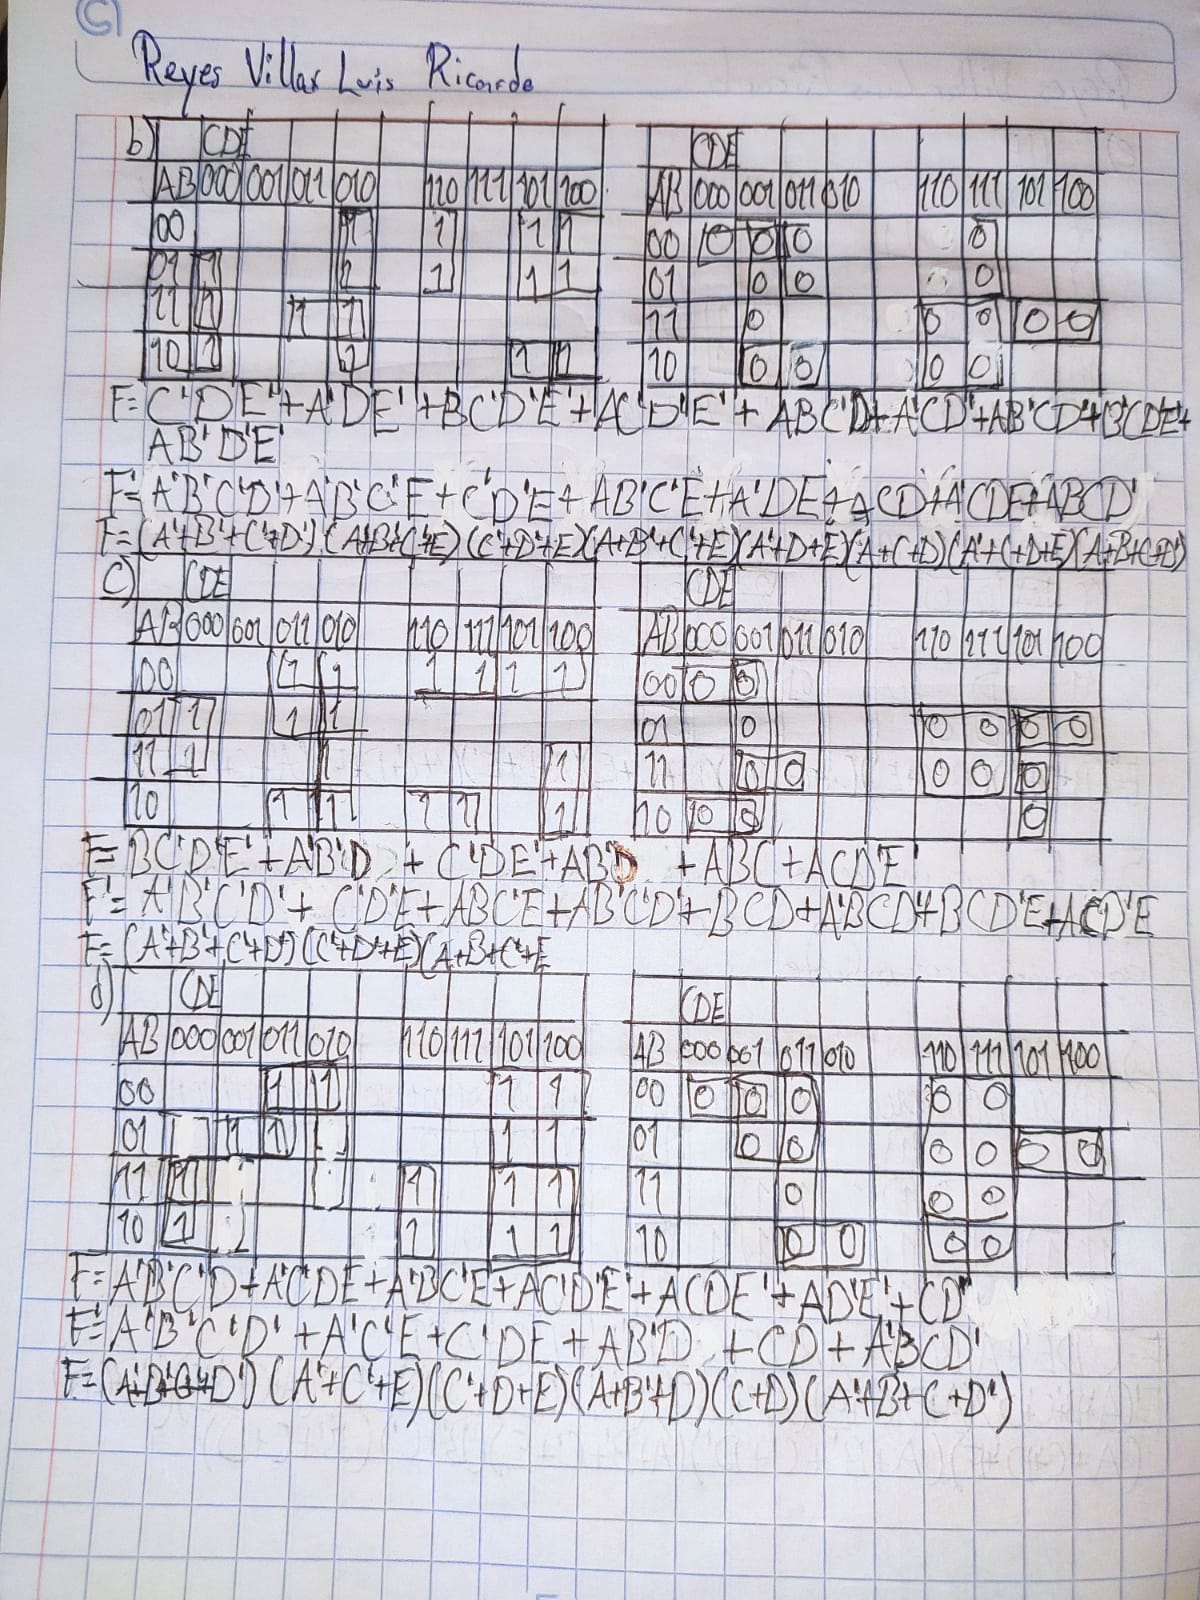 Reyes Villar Luis Ricardo
b) CDE CDE
AB 000 001 011 010 110 111 101 100 AB 000 001 011 010 110 111 101 100
00 1 1 1 1 00 0 0 0 0
01 1 1 1 1 1 01 0 0 0
11 1 1 1 11 0 0 0 0 0
10 1 1 1 1 10 0 0 0 0
F= C'DE'+A'DE'+BC'D'E'+AC'D'E'+ABC'D+A'CD'+AB'CD'+B'CDE'+
AB'D'E'
F'=A'B'C'D'+A'B'C'E+C'D'E+AB'C'E+A'DE+ACD+A'CDE+ABCD'
F=(A'+B'+C'+D')(A'+B'+C'+E)(C'+D'+E)(A+B'+C'+E)(A'+D+E)(A+C+D)(A'+C+D+E)(A+B+C+D')
c) CDE CDE
AB 000 001 011 010 110 111 101 100 AB 000 001 011 010 110 111 101 100
00 1 1 1 1 1 1 00 0 0
01 1 1 1 01 0 0 0 0 0
11 1 1 1 11 0 0 0 0 0
10 1 1 1 1 1 10 0 0 0
F= BC'D'E'+A'B'D + C'DE'+AB'D +A'B'C+ACD'E'
F'= A'B'C'D'+ C'D'E+ABC'E+AB'C'D'+BCD+A'BCD'+BCD'E+ACD'E
F= (A'+B'+C'+D')(C'+D'+E)(A+B+C'+E
d) CDE CDE
AB 000 001 011 010 110 111 101 100 AB 000 001 011 010 110 111 101 100
00 1 1 1 1 00 0 0 0 0 0
01 1 1 1 1 01 0 0 0 0 0 0
11 1 1 1 1 11 0 0 0
10 1 1 1 1 10 0 0 0 0
F= A'B'C'D+A'C'DE+A'BC'E+AC'D'E'+ACDE'+AD'E'+CD'
F'=A'B'C'D'+A'C'E+C'DE+AB'D +CD+A'BCD'
F=(A'+B'+C'+D')(A'+C'+E)(C'+D+E)(A+B'+D)(C+D)(A'+B+C+D')